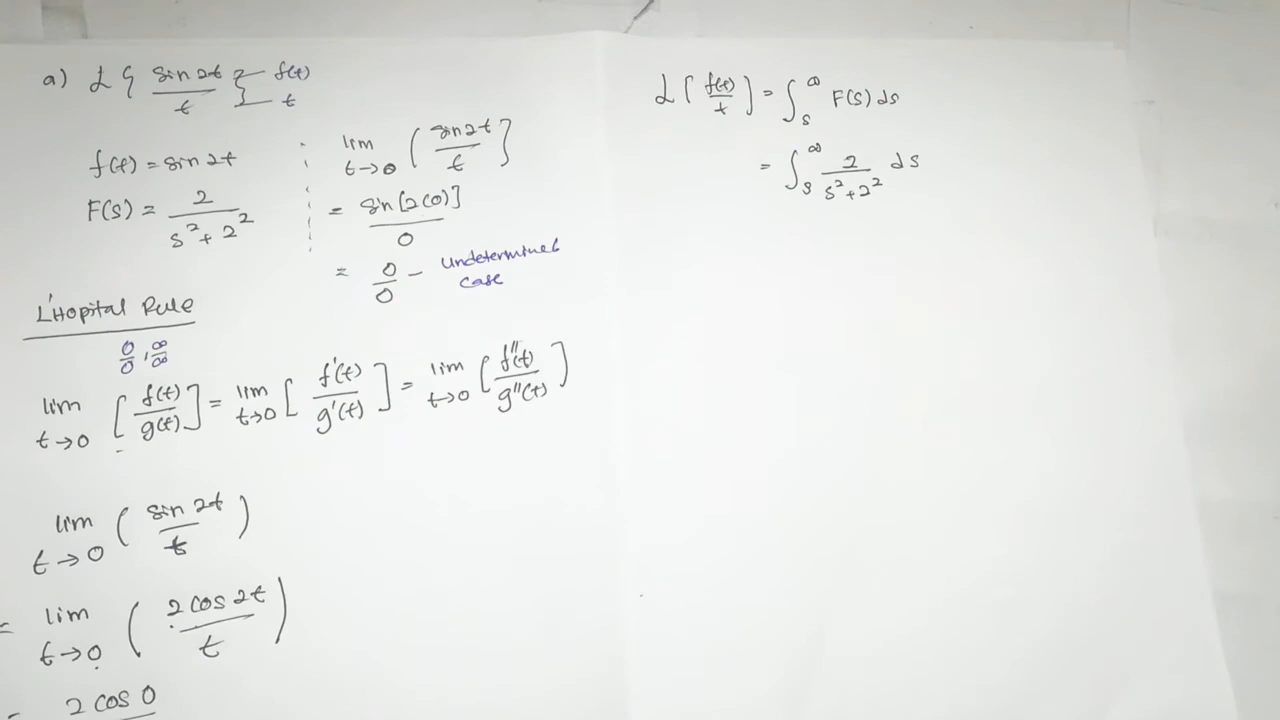 a) L { sin 2t / t } f(t) / t
f(t) = sin 2t
F(s) = 2 / s² + 2²
lim t→0 ( sin 2t / t ]
= sin [2(0)] / 0
= 0/0 – undetermined case
L'Hopital Rule
0/0 , ∞/∞
lim t→0 [ f(t) / g(t) ] = lim t→0 [ f'(t) / g'(t) ] = lim t→0 [ f''(t) / g''(t) ]
lim t→0 ( sin 2t / t )
= lim t→0 ( 2 cos 2t / t )
= 2 cos 0
L [ f(t) / t ] = ∫ₛ^∞ F(s) ds
= ∫ₛ^∞ 2 / s² + 2² ds